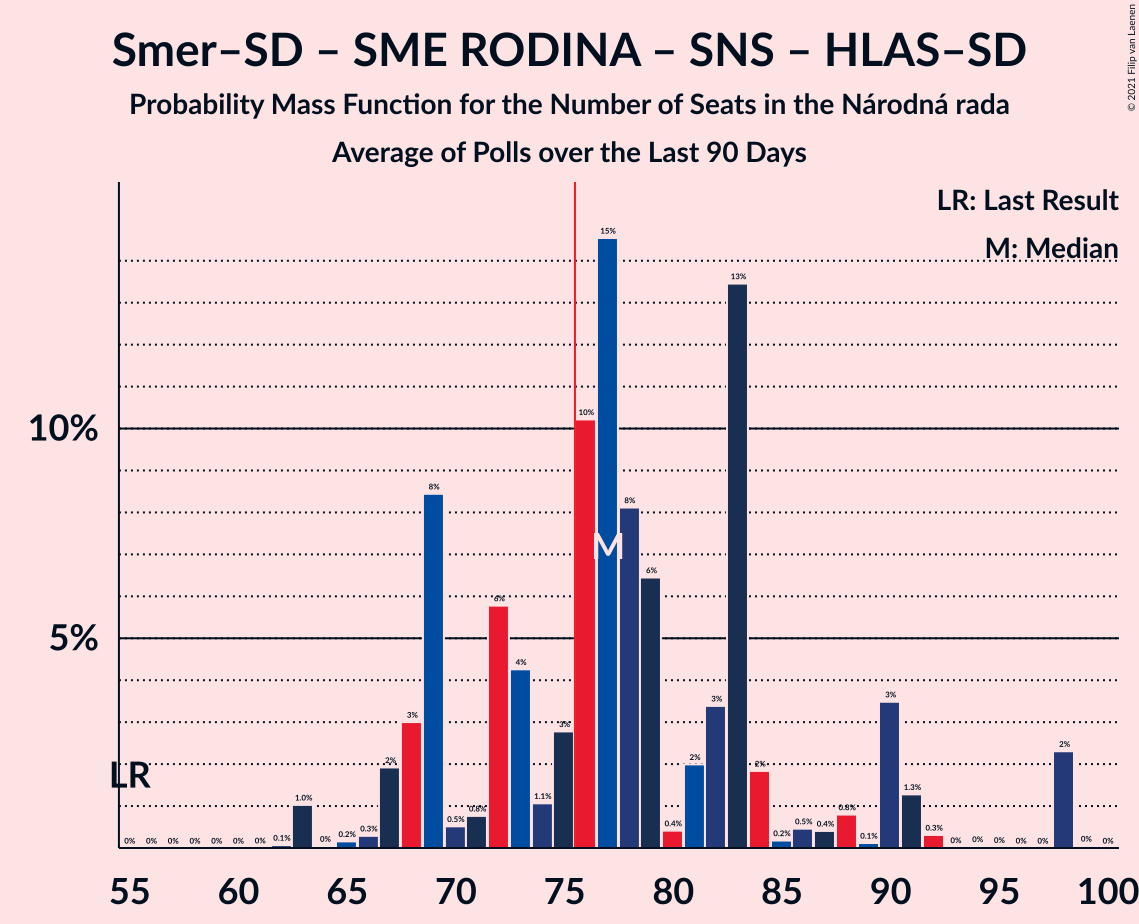 Smer–SD – SME RODINA – SNS – HLAS–SD
Probability Mass Function for the Number of Seats in the Národná rada
Average of Polls over the Last 90 Days
© 2021 Filip van Laenen
LR: Last Result
M: Median
10%
5%
LR
M
0% 0% 0% 0% 0% 0% 0% 0.1% 1.0% 0% 0.2% 0.3% 2% 3% 8% 0.5% 0.8% 6% 4% 1.1% 3% 10% 15% 8% 6% 0.4% 2% 3% 13% 2% 0.2% 0.5% 0.4% 0.8% 0.1% 3% 1.3% 0.3% 0% 0% 0% 0% 0% 2% 0% 0%
55 60 65 70 75 80 85 90 95 100